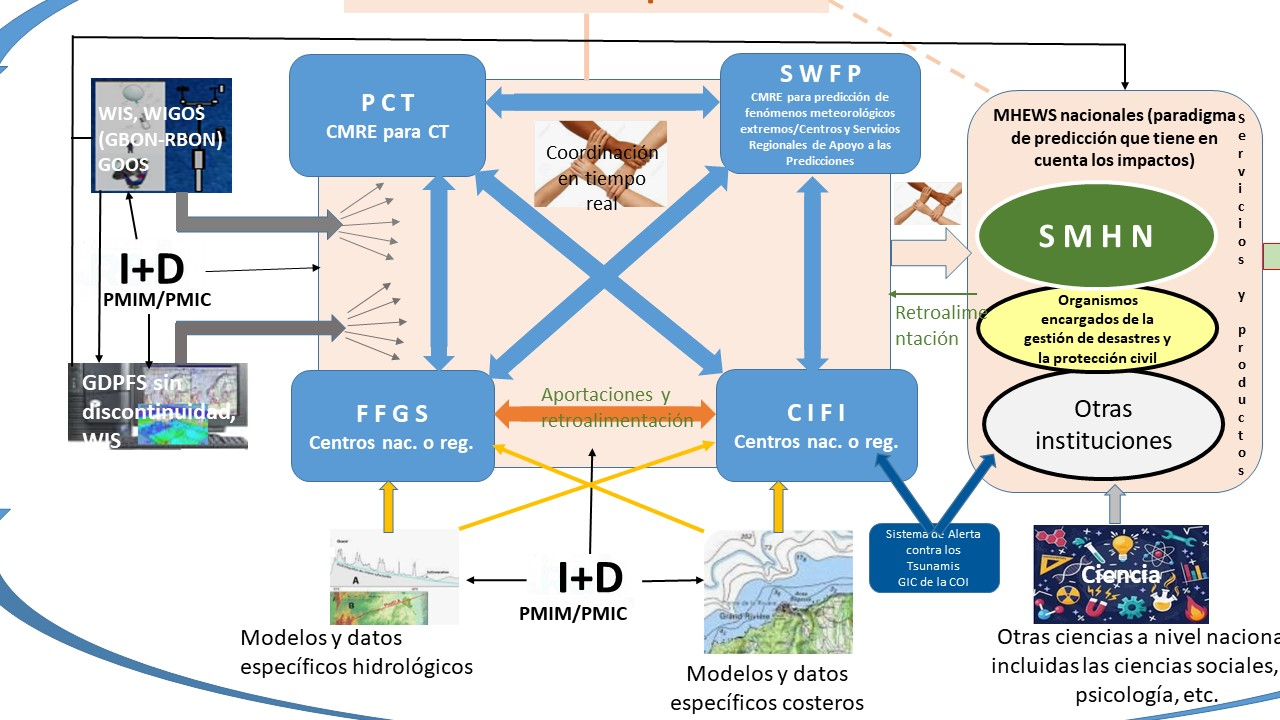 WIS, WIGOS
(GBON-RBON)
GOOS
I+D
PMIM/PMIC
GDPFS sin
discontinuidad,
WIS
P C T
CMRE para CT
S W F P
CMRE para predicción de
fenómenos meteorológicos
extremos/Centros y Servicios
Regionales de Apoyo a las
Predicciones
Coordinación
en tiempo
real
F F G S
Centros nac. o reg.
Aportaciones y
retroalimentación
C I F I
Centros nac. o reg.
Retroalime
ntación
MHEWS nacionales (paradigma
de predicción que tiene en
cuenta los impactos)
S M H N
Organismos
encargados de la
gestión de desastres y
la protección civil
Otras
instituciones
Servicios y productos
Sistema de Alerta
contra los
Tsunamis
GIC de la COI
Ciencia
A
B
I+D
PMIM/PMIC
Modelos y datos
específicos hidrológicos
Modelos y datos
específicos costeros
Otras ciencias a nivel naciona
incluidas las ciencias sociales,
psicología, etc.